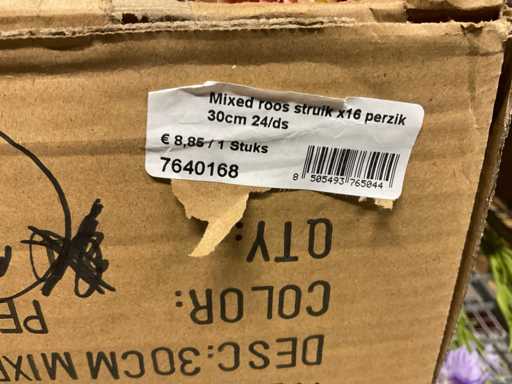 Mixed roos struik x16 perzik
30cm 24/ds
€ 8,85 / 1 Stuks
7640168
8 505493 765044
QTY:
COLOR:
DESC:30CM MIX
PE